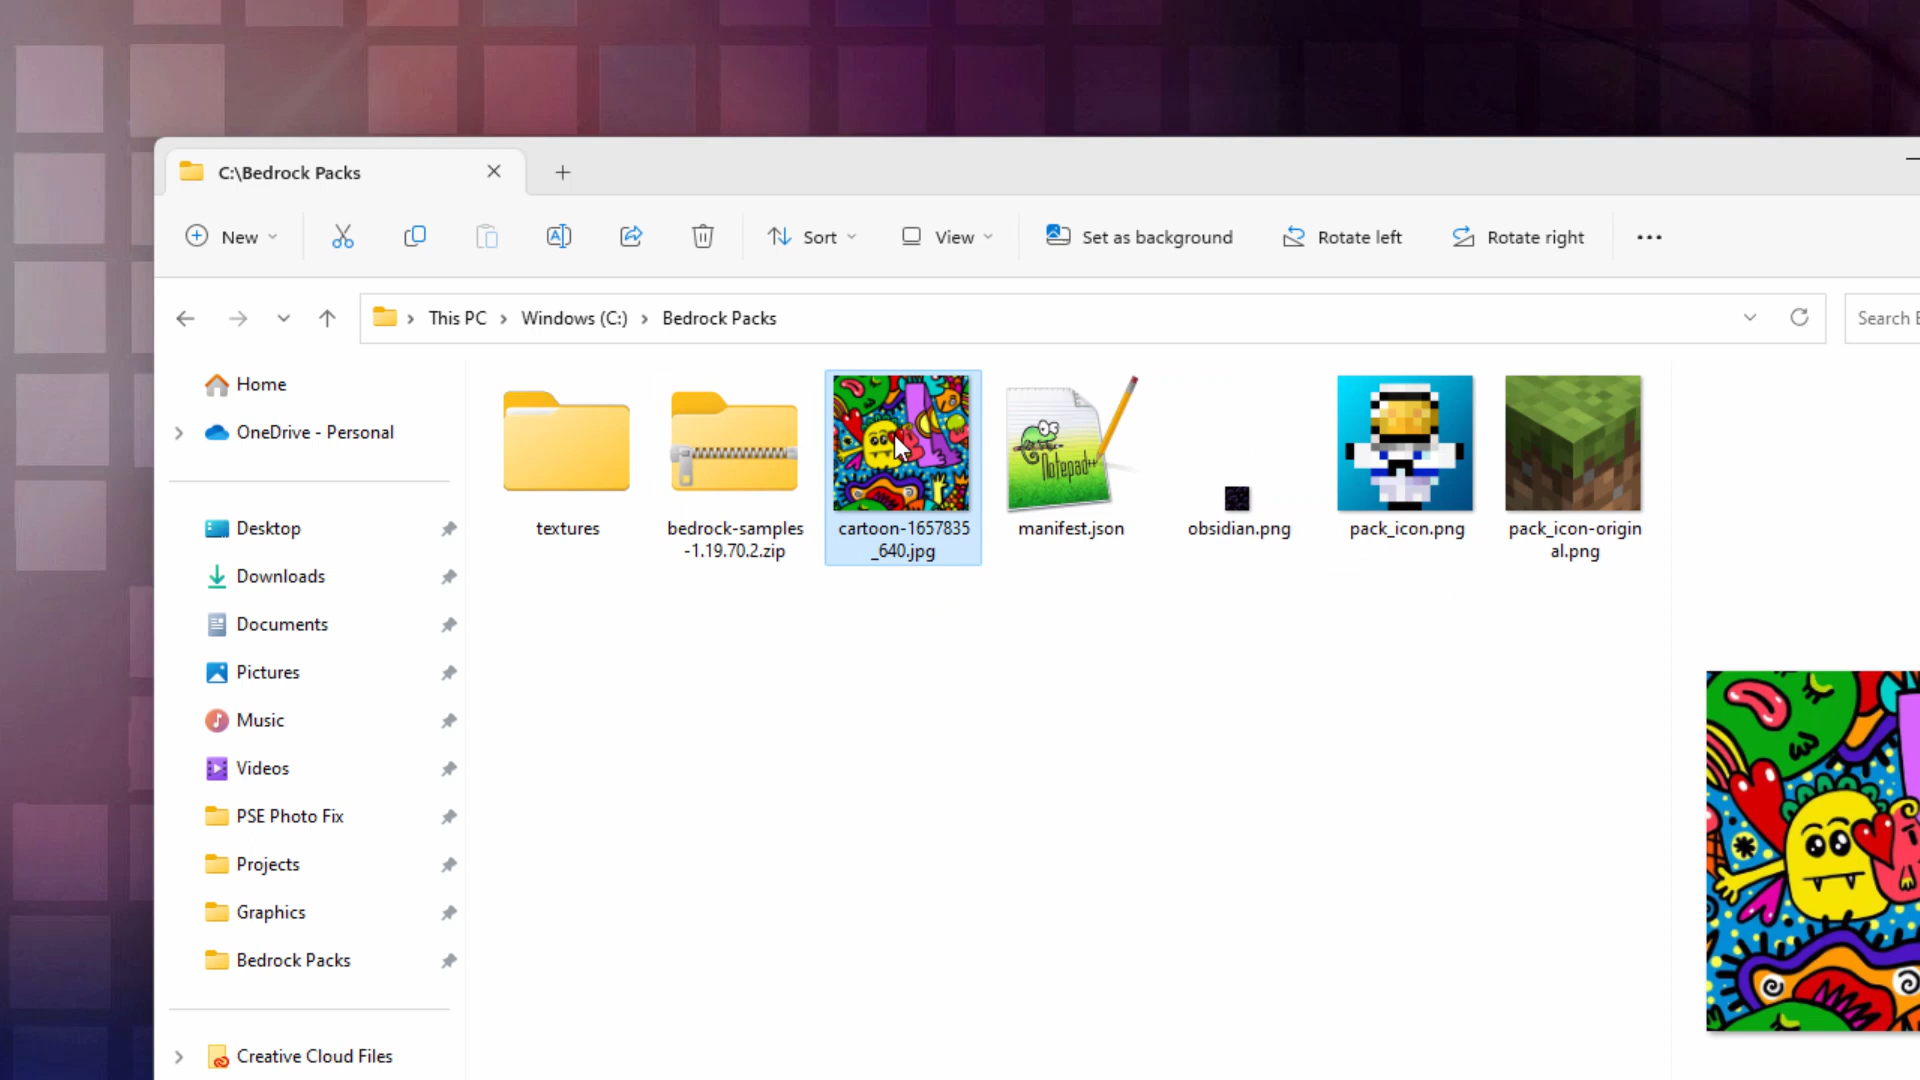 C:\Bedrock Packs
New
Sort
View
Set as background
Rotate left
Rotate right
This PC
Windows (C:)
Bedrock Packs
Search
Home
OneDrive - Personal
Desktop
Downloads
Documents
Pictures
Music
Videos
PSE Photo Fix
Projects
Graphics
Bedrock Packs
Creative Cloud Files
textures
bedrock-samples
-1.19.70.2.zip
cartoon-1657835
_640.jpg
Notepad++
manifest.json
obsidian.png
pack_icon.png
pack_icon-origin
al.png